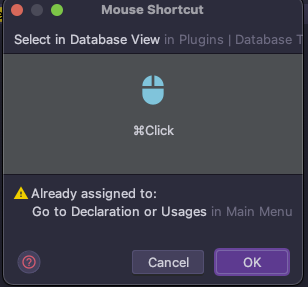 Mouse Shortcut
Select in Database View in Plugins | Database T
⌘Click
Already assigned to:
Go to Declaration or Usages in Main Menu
Cancel
OK